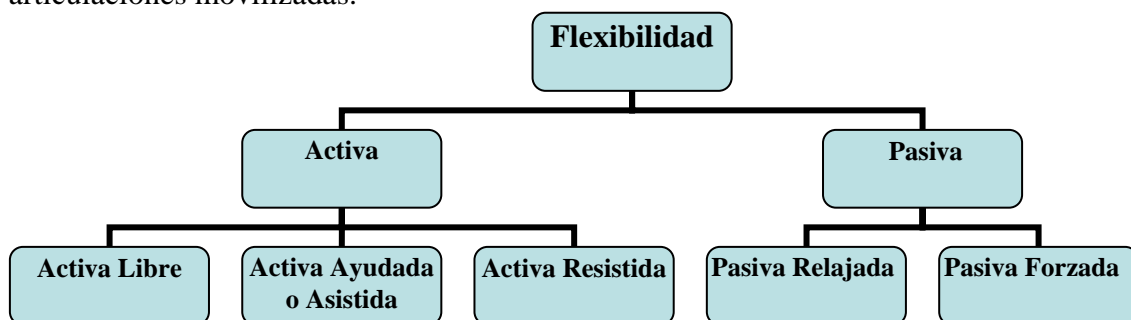 articulaciones movilizadas.
Flexibilidad
Activa
Pasiva
Activa Libre
Activa Ayudada
o Asistida
Activa Resistida
Pasiva Relajada
Pasiva Forzada